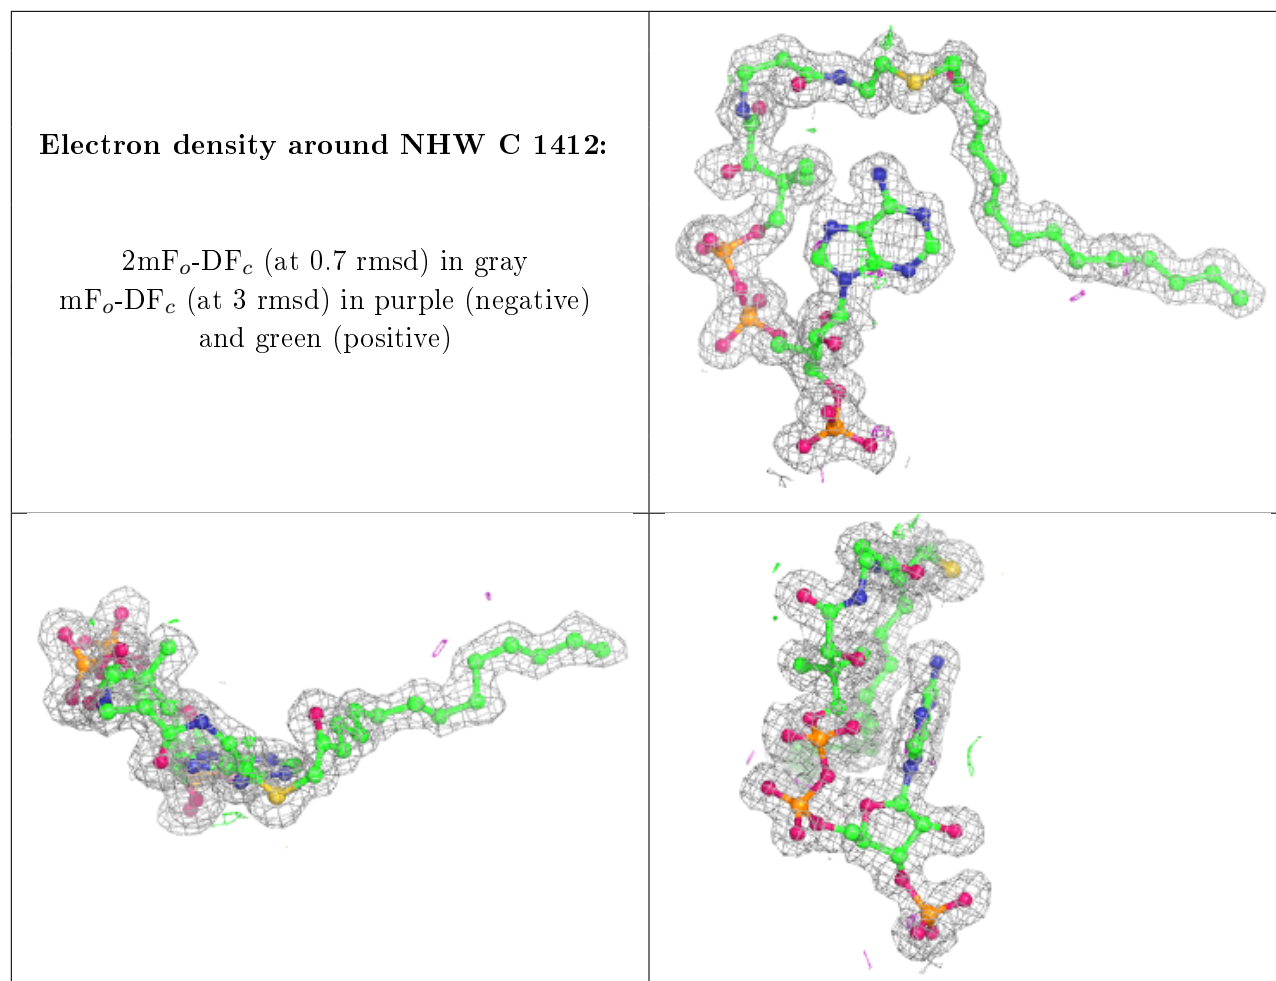 Electron density around NHW C 1412:
2mFo-DFc (at 0.7 rmsd) in gray
mFo-DFc (at 3 rmsd) in purple (negative)
and green (positive)